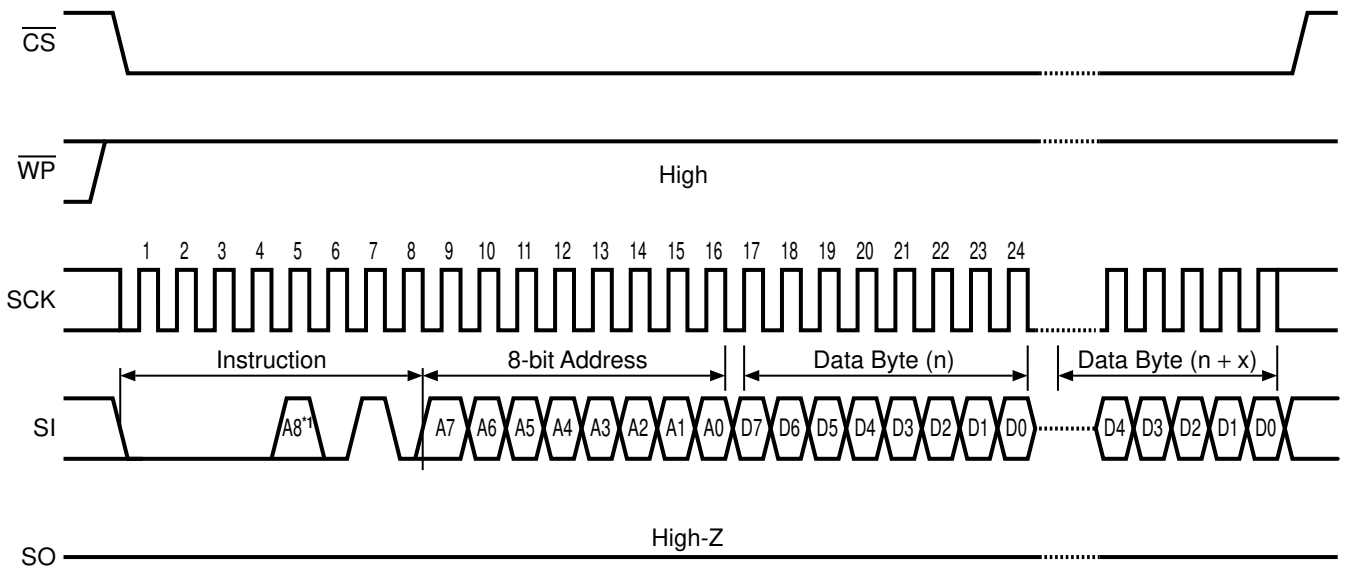 CS
WP
High
1 2 3 4 5 6 7 8 9 10 11 12 13 14 15 16 17 18 19 20 21 22 23 24
SCK
Instruction 8-bit Address Data Byte (n) Data Byte (n + x)
SI A8*1 A7 A6 A5 A4 A3 A2 A1 A0 D7 D6 D5 D4 D3 D2 D1 D0 D4 D3 D2 D1 D0
High-Z
SO